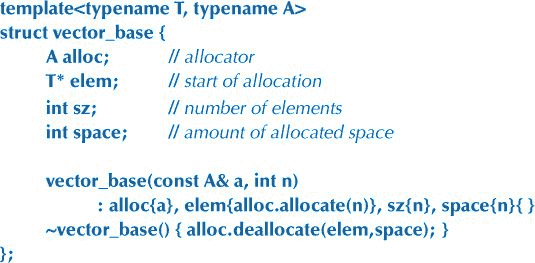 template<typename T, typename A>
struct vector_base {
A alloc; // allocator
T* elem; // start of allocation
int sz; // number of elements
int space; // amount of allocated space
vector_base(const A& a, int n)
: alloc{a}, elem{alloc.allocate(n)}, sz{n}, space{n}{ }
~vector_base() { alloc.deallocate(elem,space); }
};